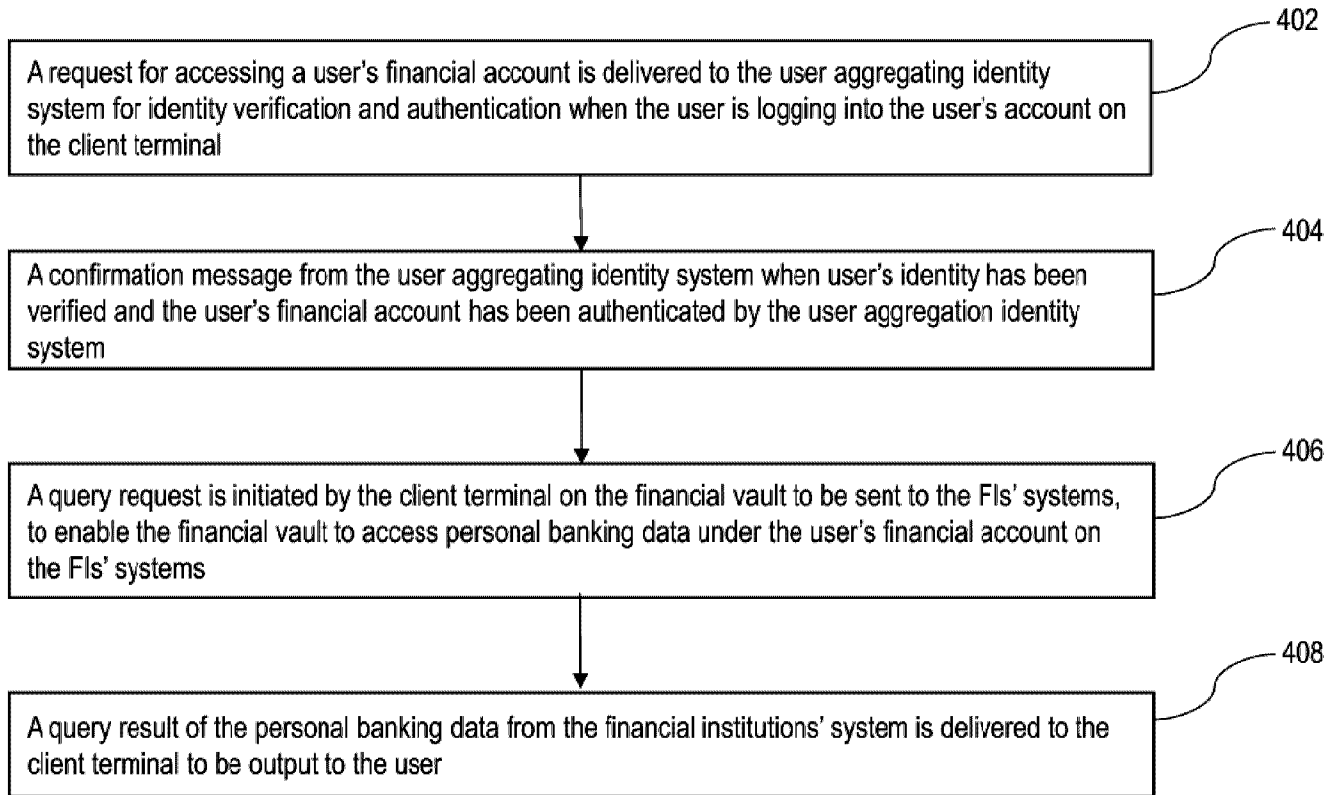 402
A request for accessing a user's financial account is delivered to the user aggregating identity
system for identity verification and authentication when the user is logging into the user's account on
the client terminal
404
A confirmation message from the user aggregating identity system when user's identity has been
verified and the user's financial account has been authenticated by the user aggregation identity
system
406
A query request is initiated by the client terminal on the financial vault to be sent to the FIs' systems,
to enable the financial vault to access personal banking data under the user's financial account on
the FIs' systems
408
A query result of the personal banking data from the financial institutions' system is delivered to the
client terminal to be output to the user